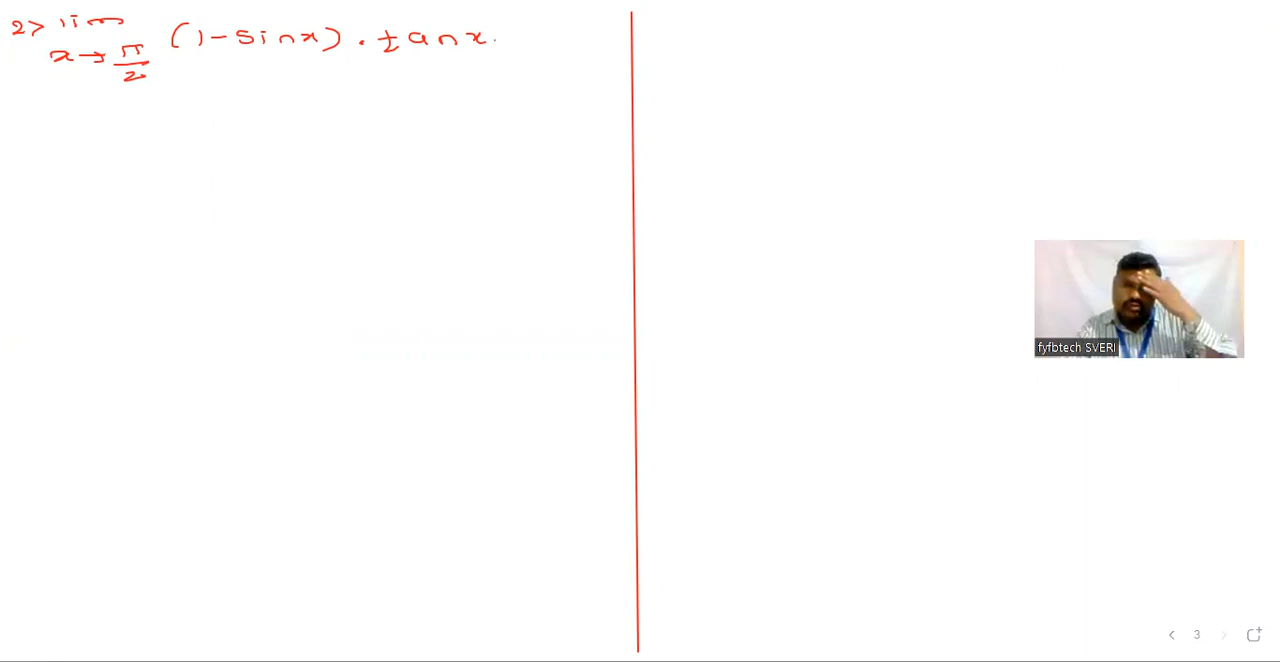 2> lim x→π/2 (1-sinx).tanx.
fyfbtech SVERI
3